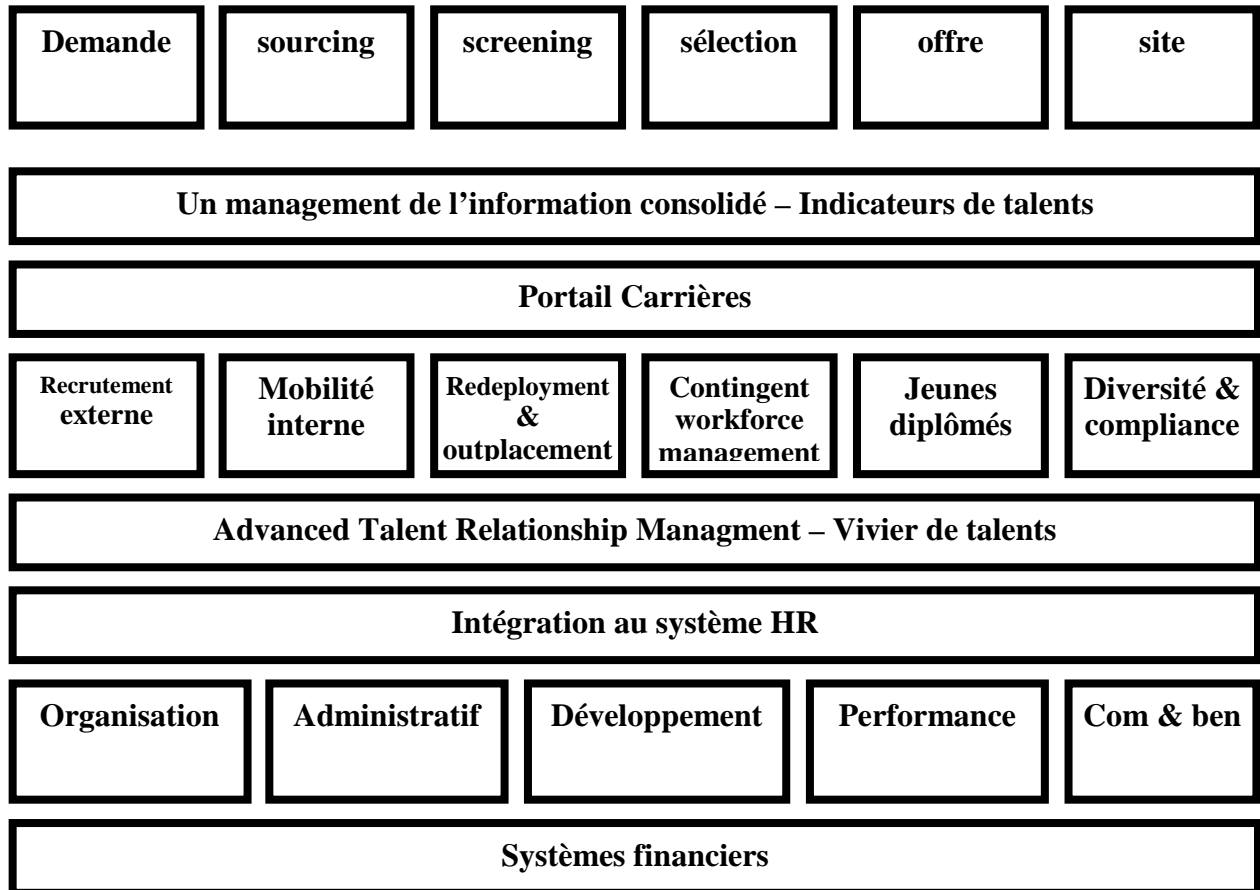 Demande
sourcing
screening
sélection
offre
site
Un management de l’information consolidé – Indicateurs de talents
Portail Carrières
Recrutement
externe
Mobilité
interne
Redeployment
&
outplacement
Contingent
workforce
management
Jeunes
diplômés
Diversité &
compliance
Advanced Talent Relationship Managment – Vivier de talents
Intégration au système HR
Organisation
Administratif
Développement
Performance
Com & ben
Systèmes financiers